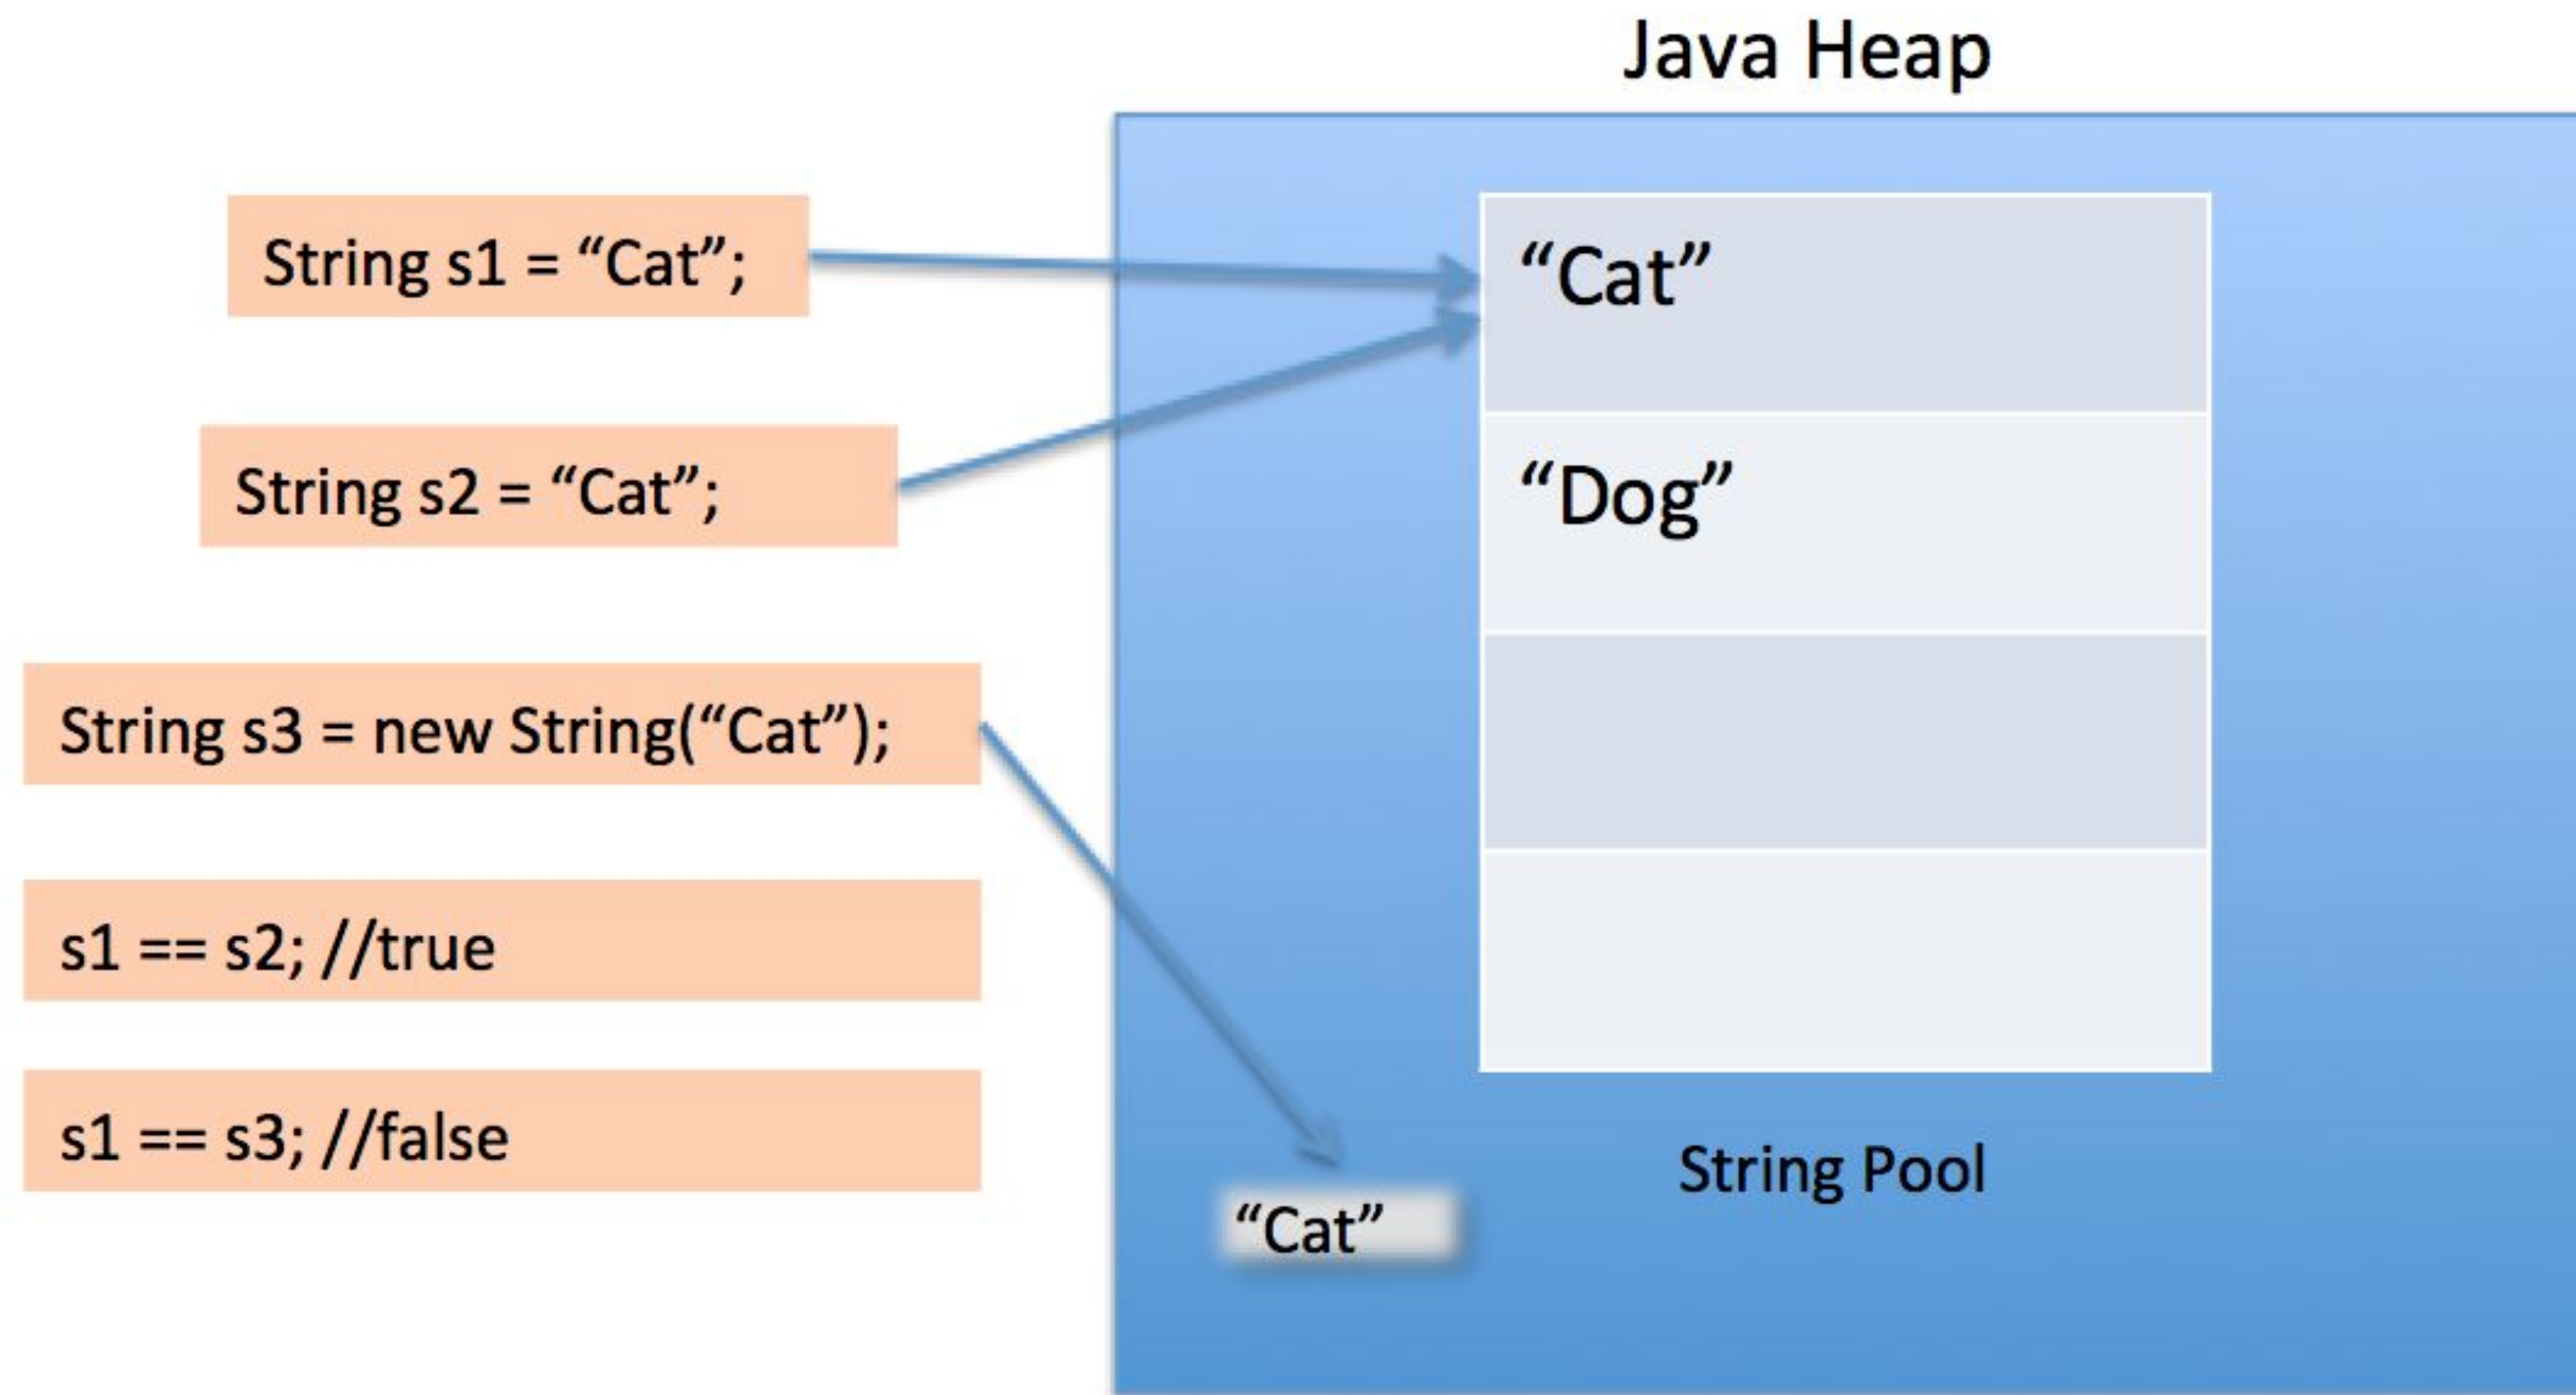 Java Heap
String s1 = “Cat”;
“Cat”
String s2 = “Cat”;
“Dog”
String s3 = new String(“Cat”);
s1 == s2; //true
s1 == s3; //false
String Pool
“Cat”